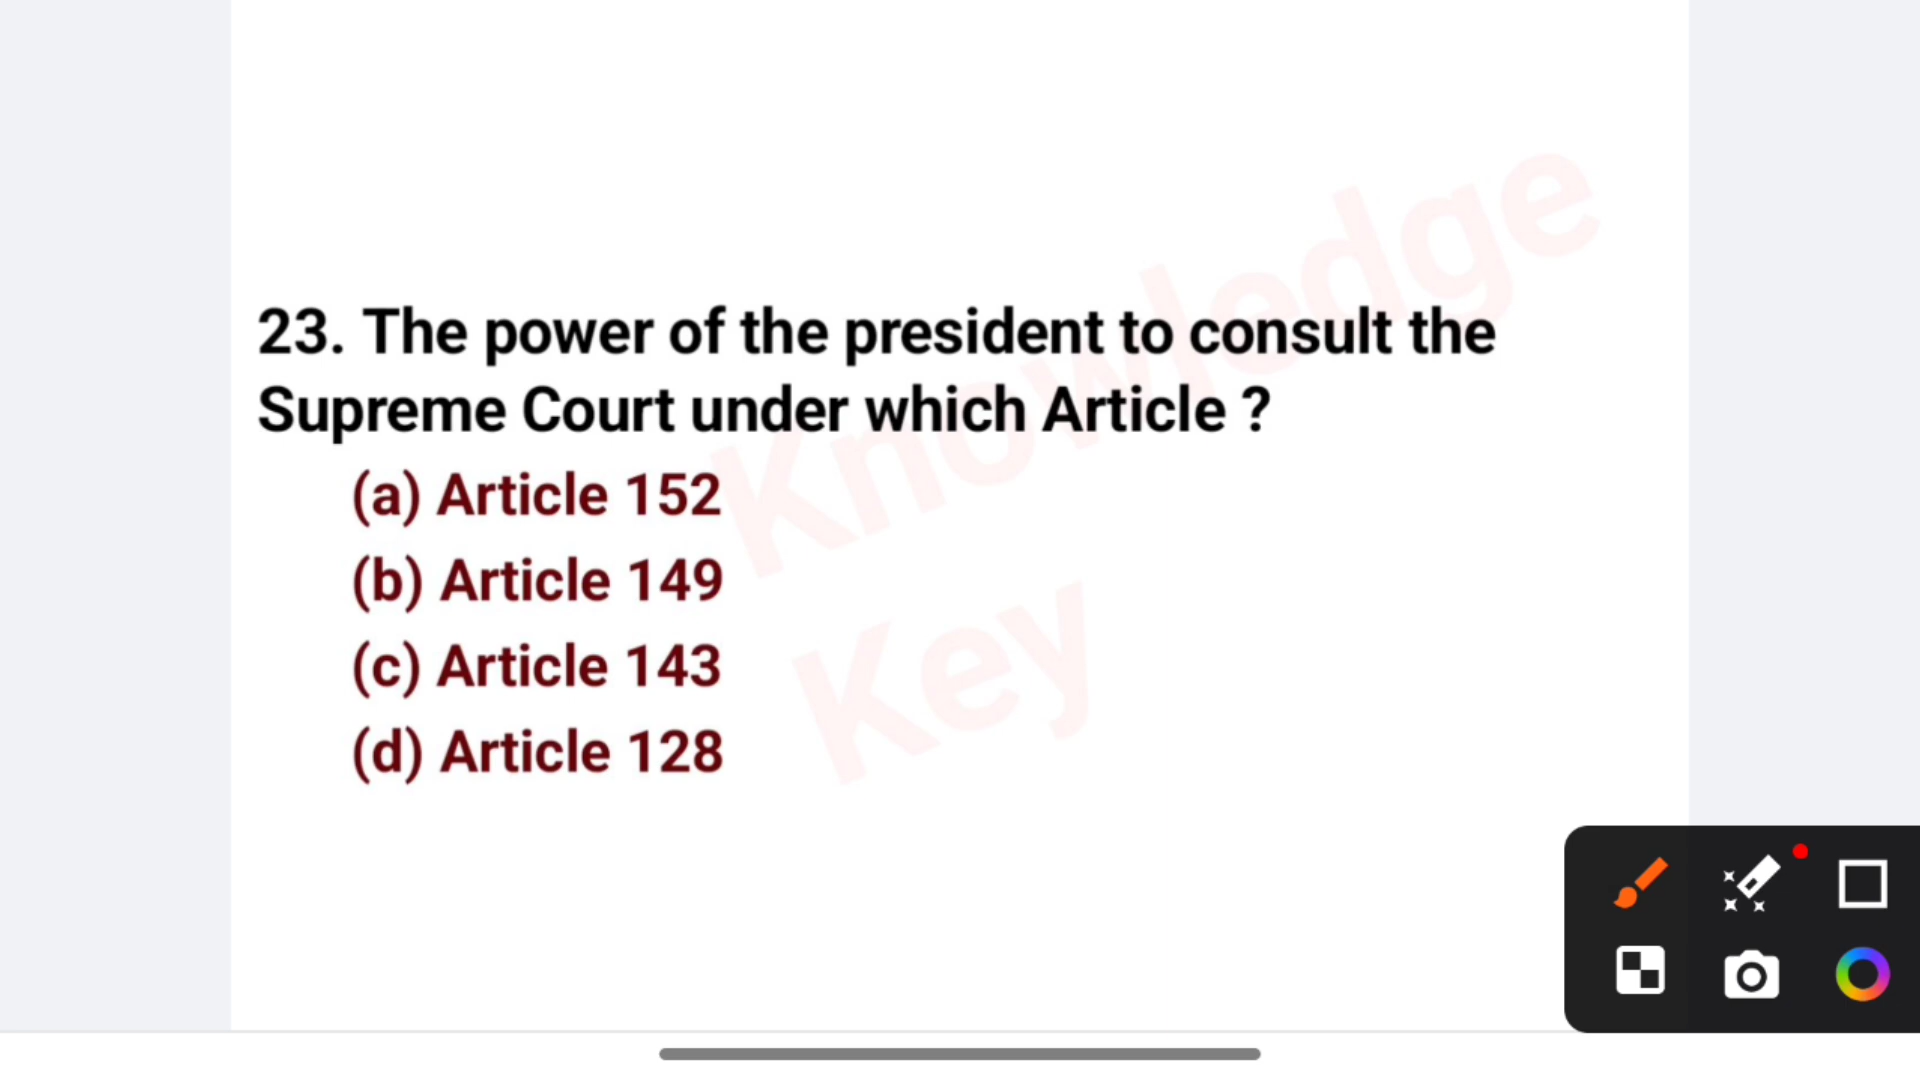 23. The power of the president to consult the
Supreme Court under which Article ?
(a) Article 152
(b) Article 149
(c) Article 143
(d) Article 128
Knowledge
Key